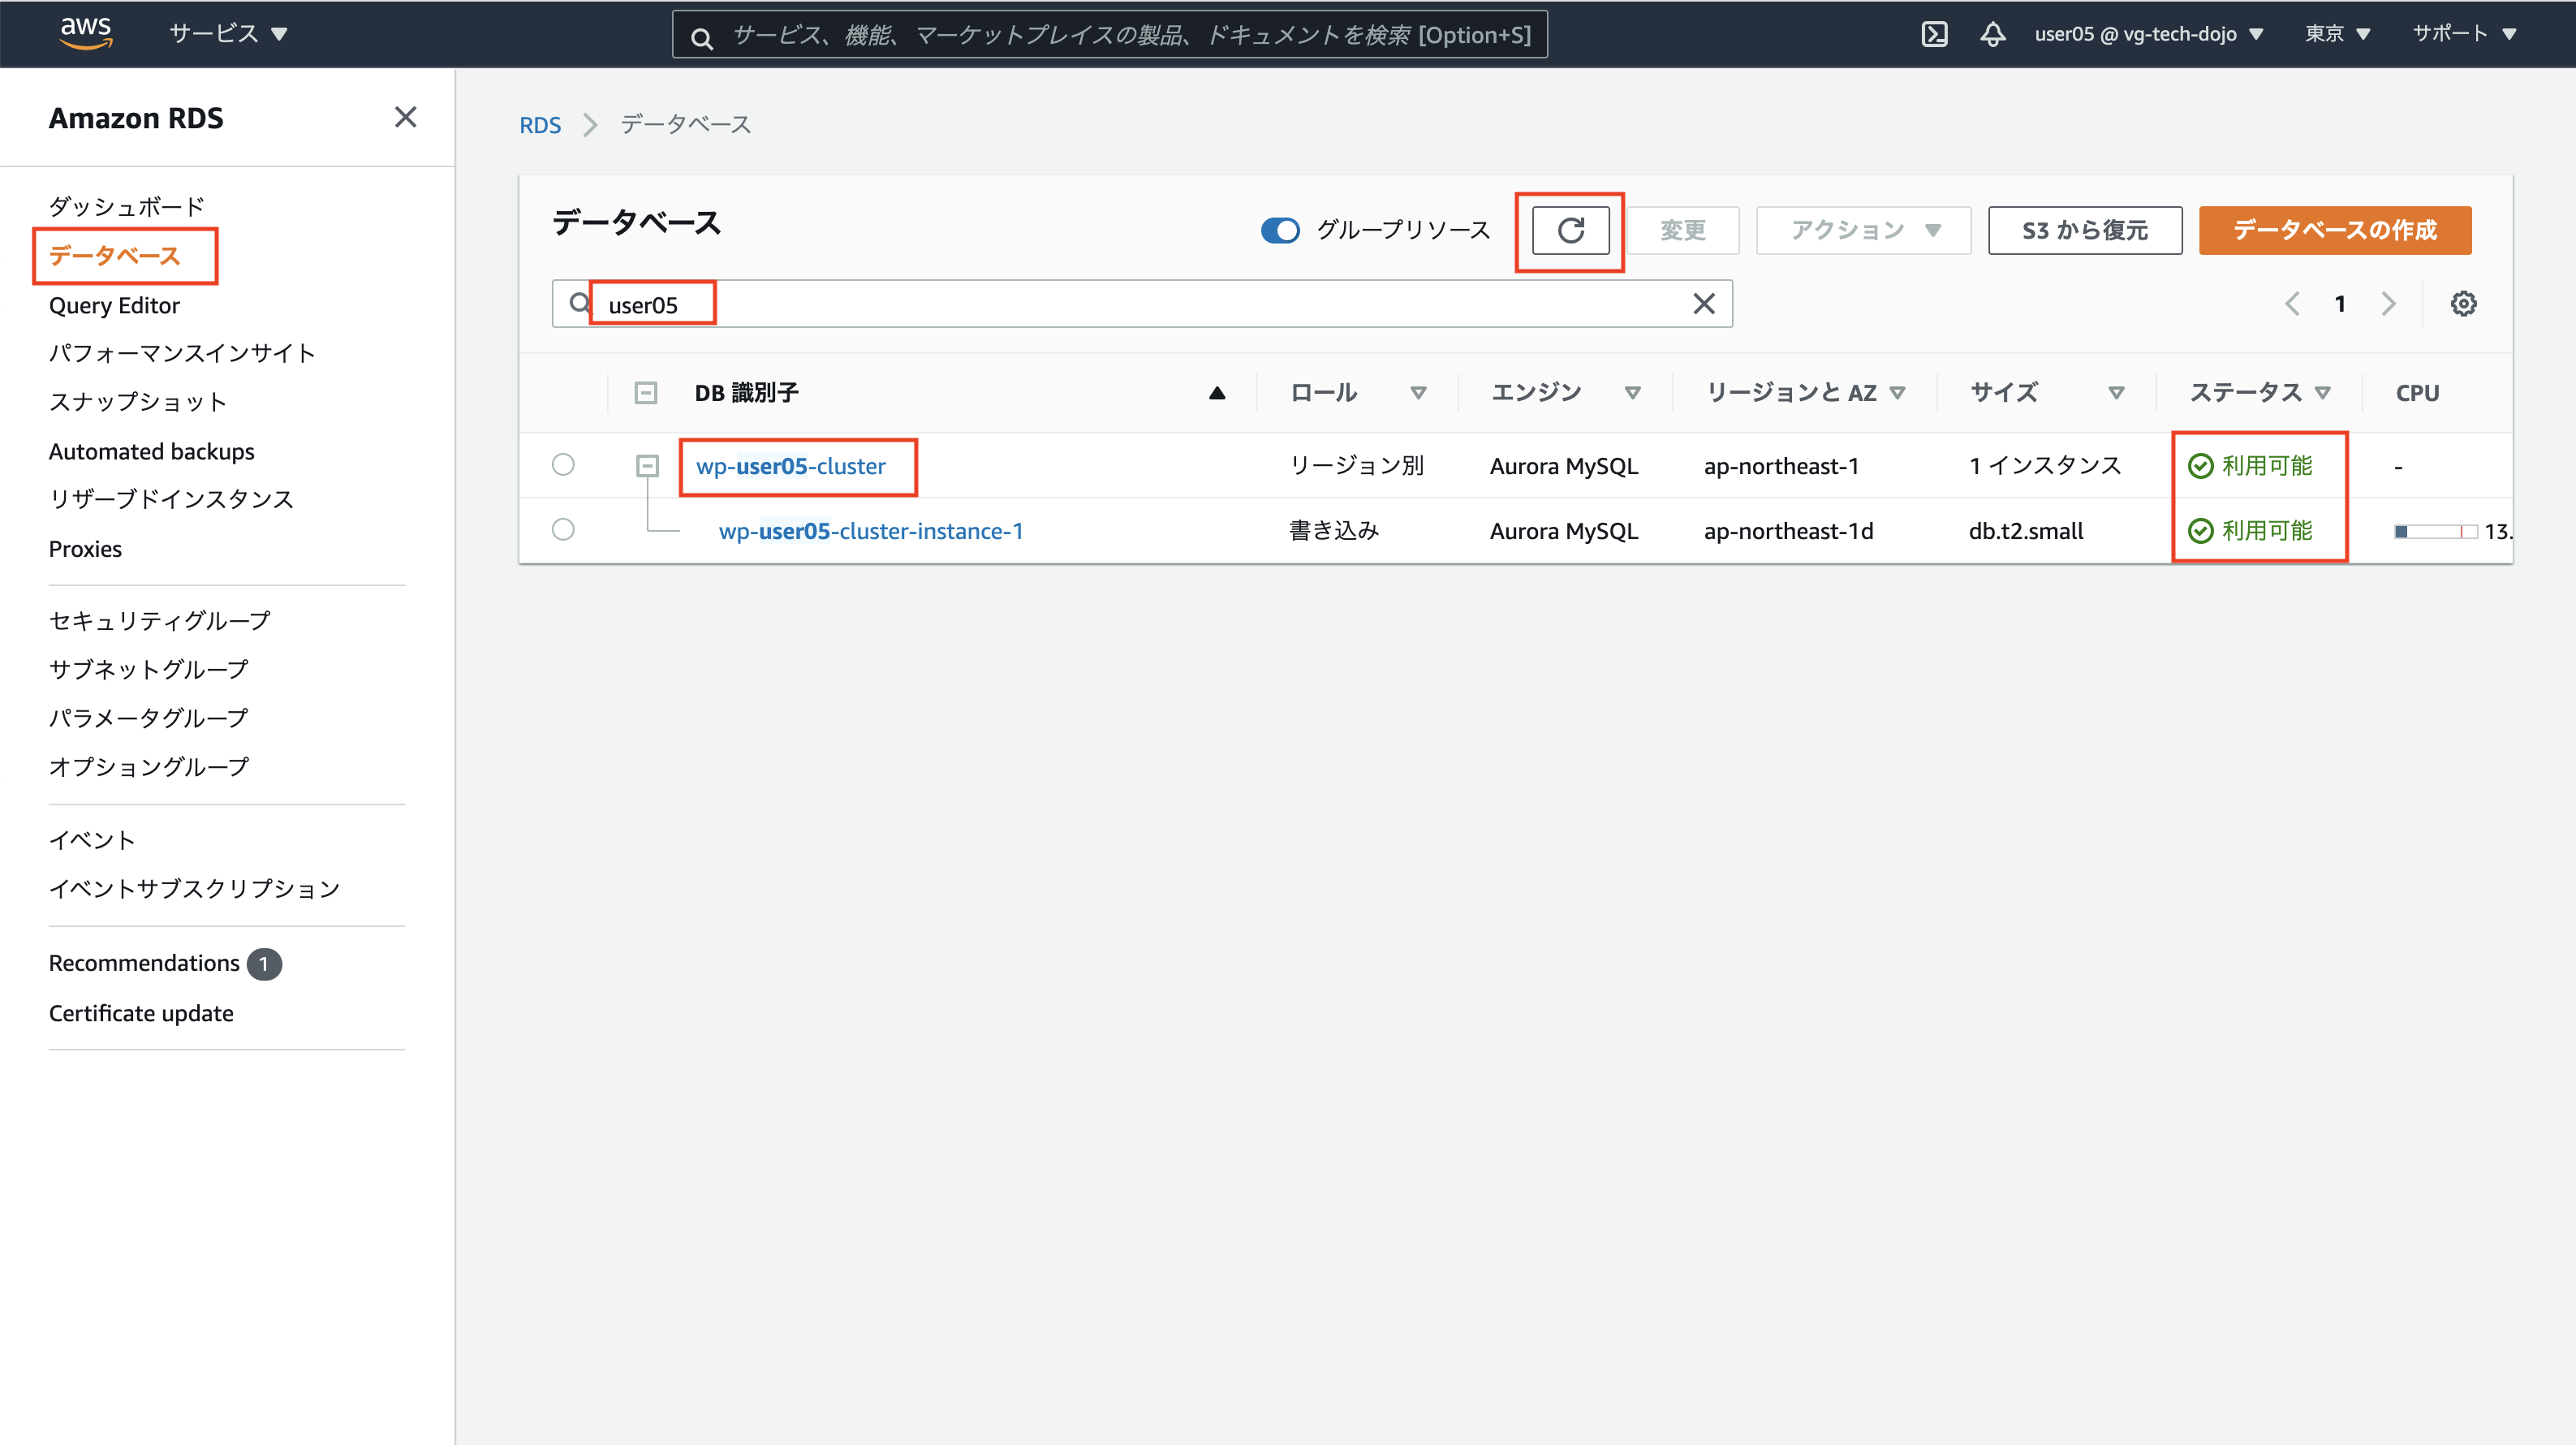 aws サービス サービス、機能、マーケットプレイスの製品、ドキュメントを検索 [Option+S] user05 @ vg-tech-dojo 東京 サポート
Amazon RDS
ダッシュボード
データベース
Query Editor
パフォーマンスインサイト
スナップショット
Automated backups
リザーブドインスタンス
Proxies
セキュリティグループ
サブネットグループ
パラメータグループ
オプショングループ
イベント
イベントサブスクリプション
Recommendations 1
Certificate update
RDS データベース
データベース グループリソース 変更 アクション S3 から復元 データベースの作成
user05 1
DB 識別子 ロール エンジン リージョンと AZ サイズ ステータス CPU
wp-user05-cluster リージョン別 Aurora MySQL ap-northeast-1 1 インスタンス 利用可能 -
wp-user05-cluster-instance-1 書き込み Aurora MySQL ap-northeast-1d db.t2.small 利用可能 13.